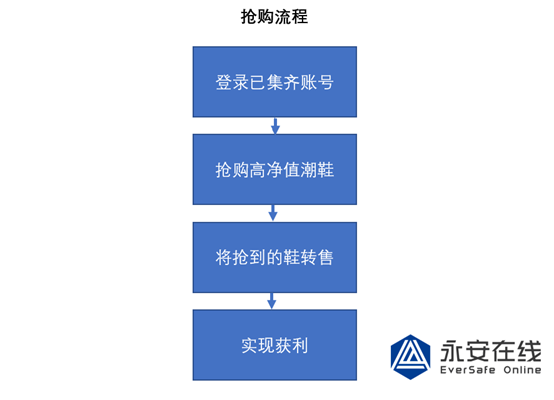 抢购流程
登录已集齐账号
抢购高净值潮鞋
将抢到的鞋转售
实现获利
永安在线
EverSafe Online